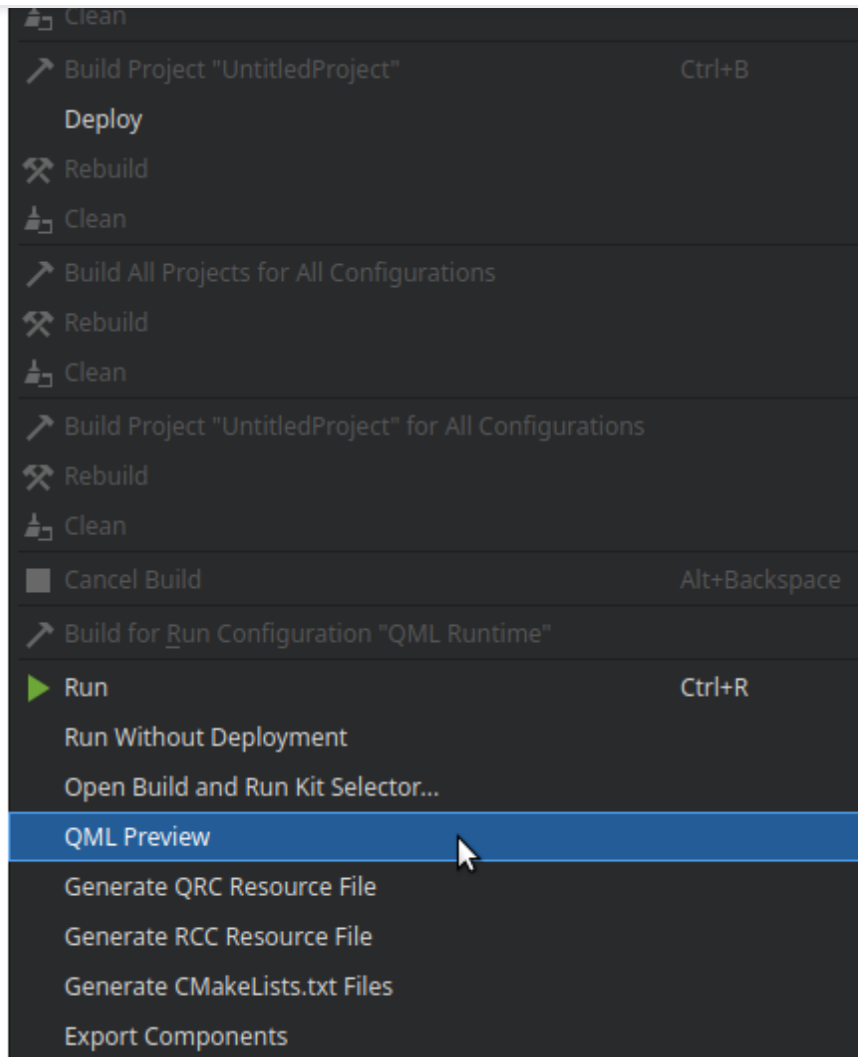 Clean
Build Project "UntitledProject" Ctrl+B
Deploy
Rebuild
Clean
Build All Projects for All Configurations
Rebuild
Clean
Build Project "UntitledProject" for All Configurations
Rebuild
Clean
Cancel Build Alt+Backspace
Build for Run Configuration "QML Runtime"
Run Ctrl+R
Run Without Deployment
Open Build and Run Kit Selector...
QML Preview
Generate QRC Resource File
Generate RCC Resource File
Generate CMakeLists.txt Files
Export Components